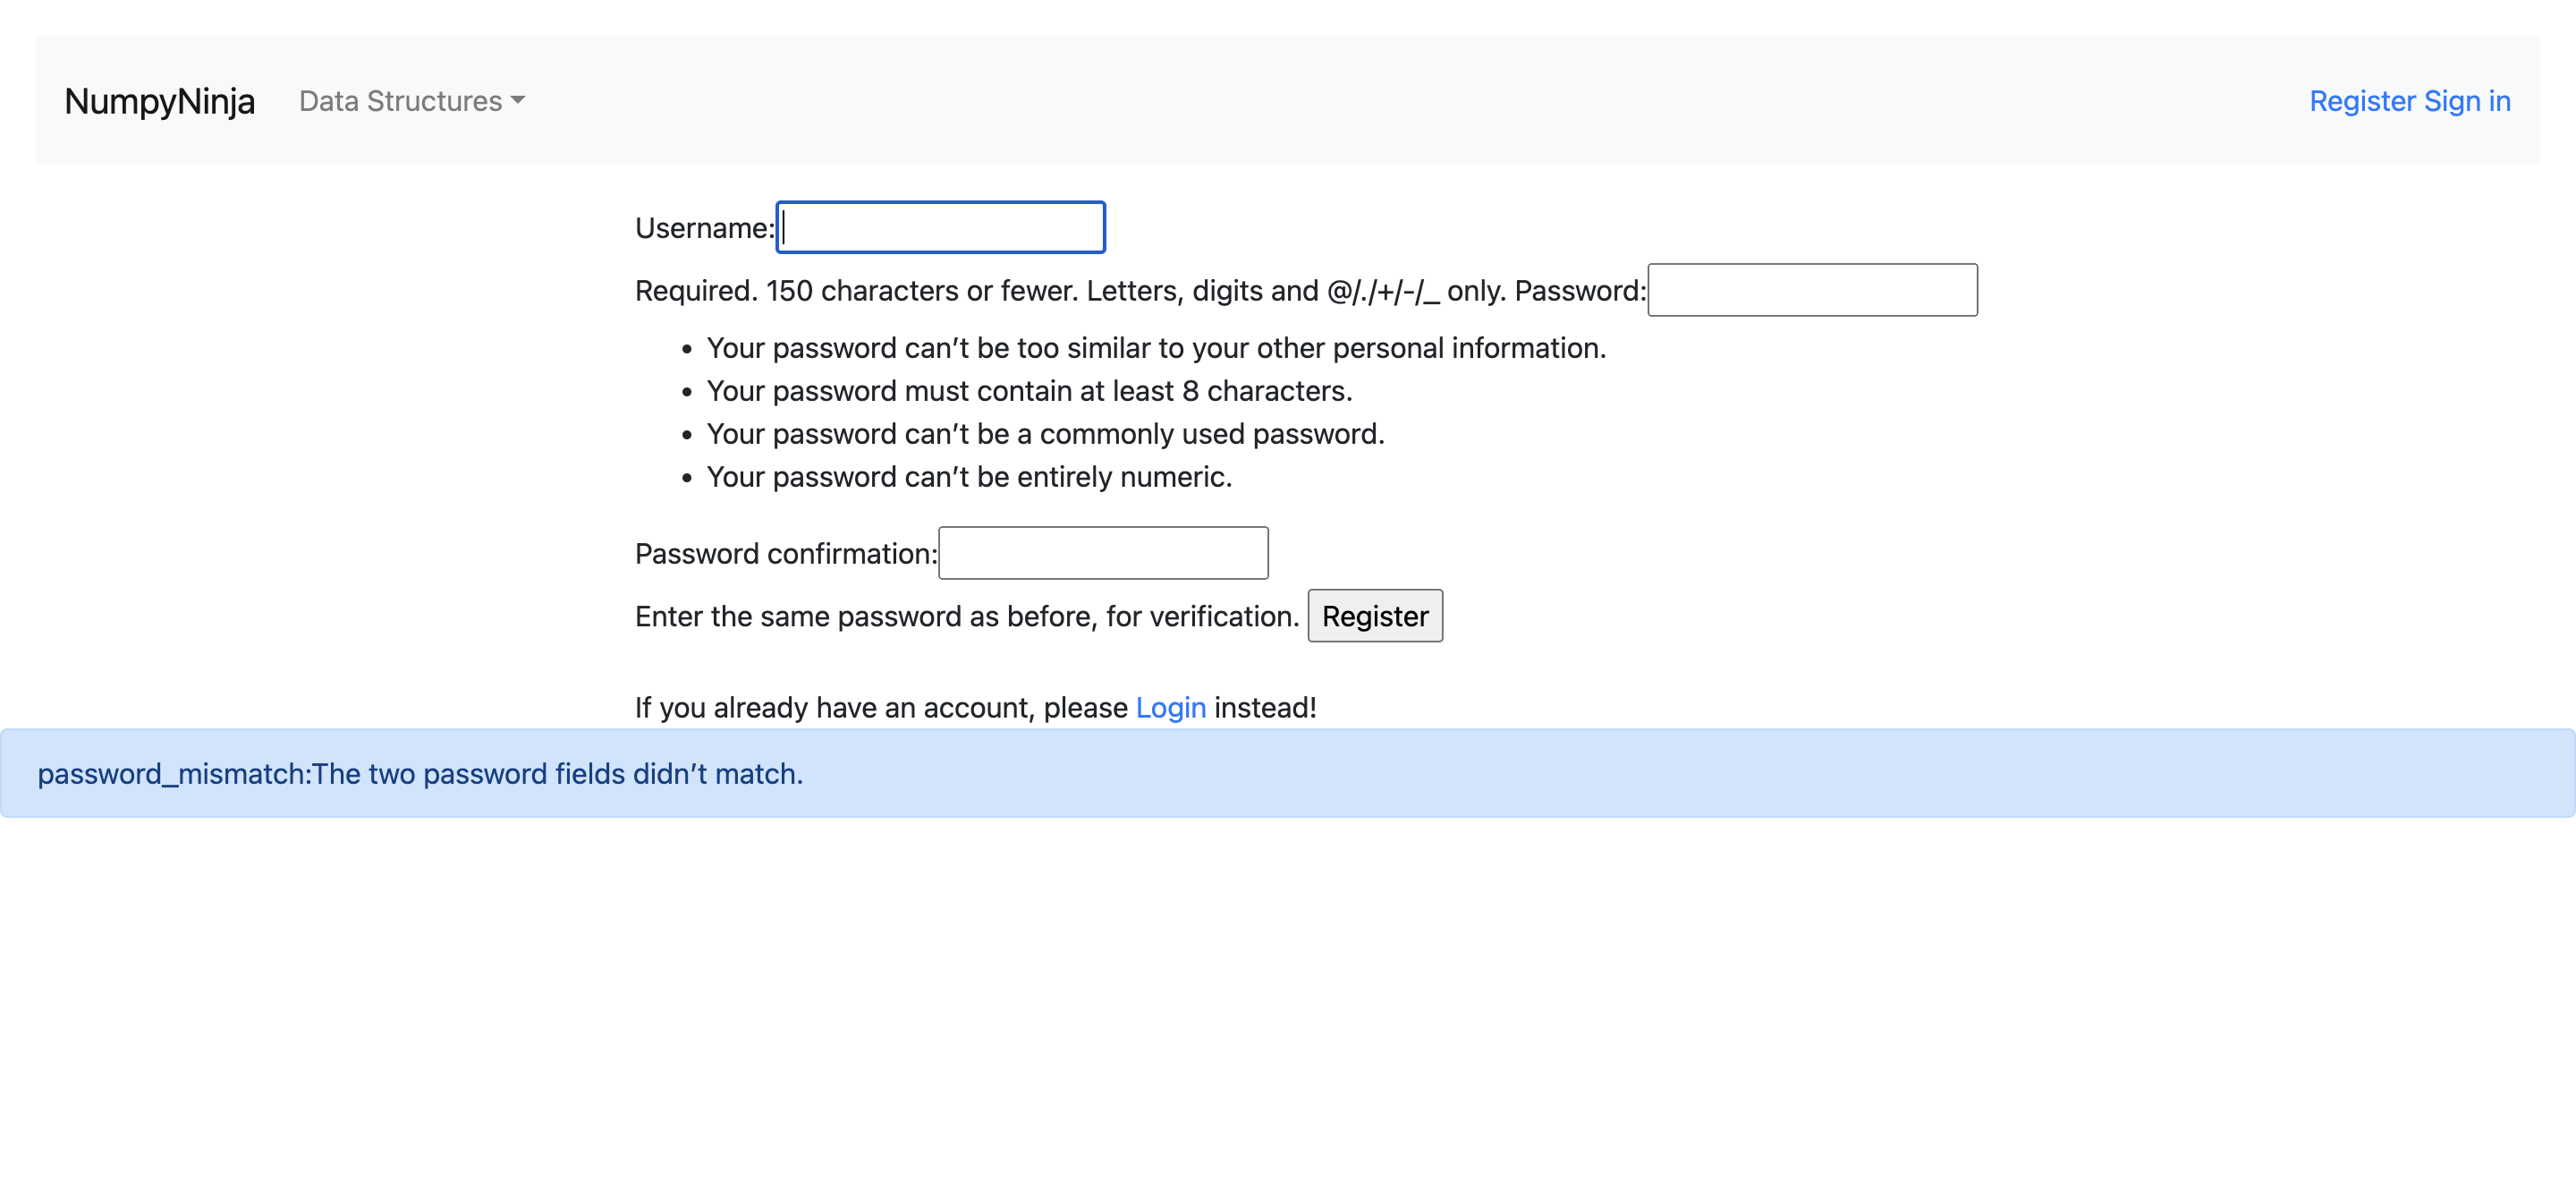 NumpyNinja Data Structures Register Sign in
Username:
Required. 150 characters or fewer. Letters, digits and @/./+/-/_ only. Password:
• Your password can’t be too similar to your other personal information.
• Your password must contain at least 8 characters.
• Your password can’t be a commonly used password.
• Your password can’t be entirely numeric.
Password confirmation:
Enter the same password as before, for verification. Register
If you already have an account, please Login instead!
password_mismatch:The two password fields didn’t match.